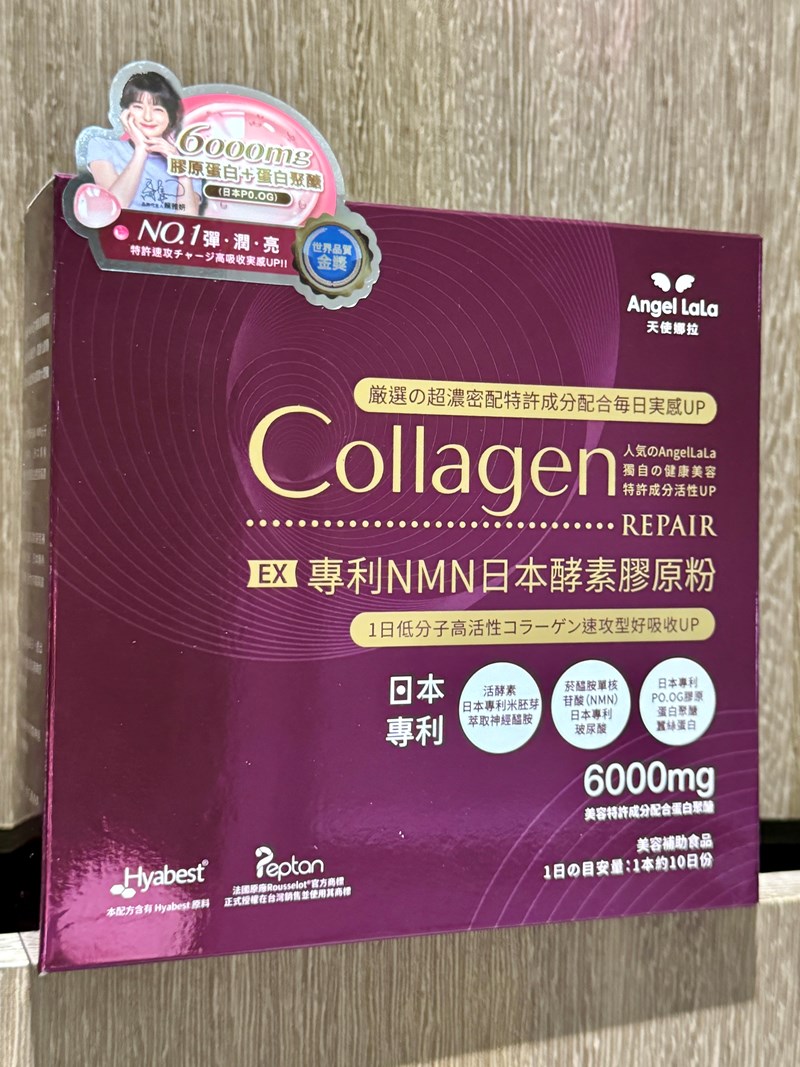 6000mg
膠原蛋白+蛋白聚醣
(日本P0.OG)
NO.1彈·潤·亮
特許速攻チャージ高吸收実感UP!!
世界品質
金獎
Angel LaLa
天使娜拉
厳選の超濃密配特許成分配合每日実感UP
Collagen
人気のAngelLaLa
獨自の健康美容
特許成分活性UP
REPAIR
EX 專利NMN日本酵素膠原粉
1日低分子高活性コラーゲン速攻型好吸收UP
日本
專利
活酵素
日本專利米胚芽
萃取神經醯胺
菸醯胺單核
苷酸(NMN)
日本專利
玻尿酸
日本專利
PO.OG膠原
蛋白聚醣
蠶絲蛋白
6000mg
美容特許成分配合蛋白聚醣
美容補助食品
1日の目安量:1本約10日份
Hyabest®
本配方含有 Hyabest 原料
Peptan
法國原廠Rousselot®官方商標
正式授權在台灣銷售並使用其商標